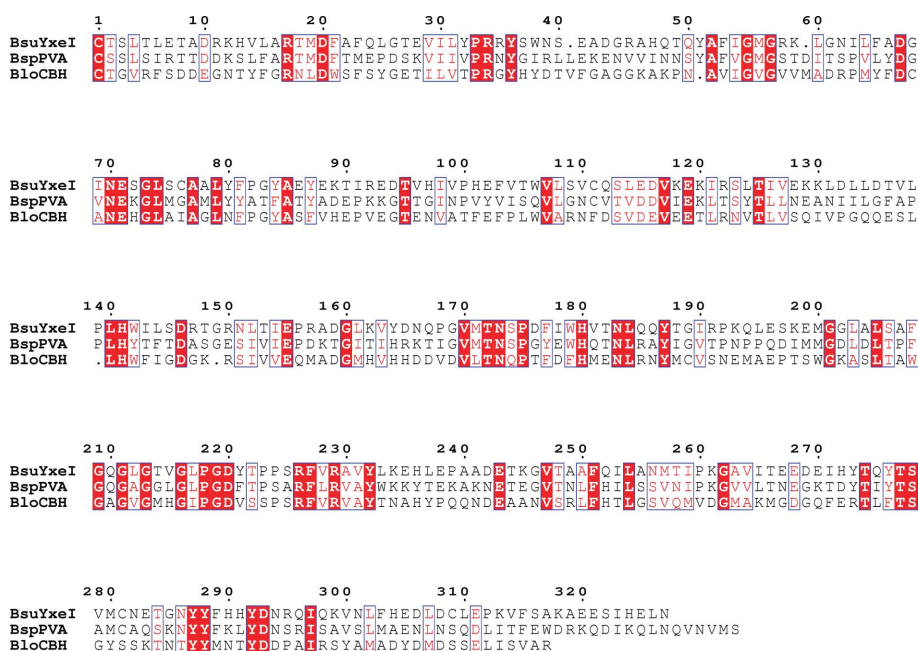 1 10 20 30 40 50 60
BsuYxeI CTSLTLETADRKHVLARTMDFAFQLGTEVILYPRRYSWNS.EADGRAHQTQYAFIGMGRK.LGNILFADG
BspPVA CSSLSIRTTDDKSLFARTMDFTMEPDSKVIIVPRNYGIRLLEKENVVINNSYAFVGMGSTDITSPVLYDG
BloCBH CTGVRFSDDEGNTYFGRNLDWSFSYGETILVTPRGYHYDTVFGAGGKAKPN.AVIGVGVVMADRPMYFDC
70 80 90 100 110 120 130
BsuYxeI INESGLSCAALYFPGYAEYEKTIREDTVHIVPHEFVTWVLSVCQSLEDVKEKIRSLTIVEKKLDLLDTVL
BspPVA VNEKGLMGAMLYYATFATYADEPKKGTTGINPVYVISQVLGNCVTVDDVIEKLTSYTLLNEANIILGFAP
BloCBH ANEHGLAIAGLNFPGYASFVHEPVEGTENVATFEFPLWVARNFDSVDEVEETLRNVTLVSQIVPGQQESL
140 150 160 170 180 190 200
BsuYxeI PLHWILSDRTGRNLTIEPRADGLKVYDNQPGVMTNSPDFIWHVTNLQQYTGIRPKQLESKEMGGLALSAF
BspPVA PLHYTFTDASGESIVIEPDKTGITIHRKTIGVMTNSPGYEWHQTNLRAYIGVTPNPPQDIMMGDLDLTPF
BloCBH .LHWFIGDGK.RSIVVEQMADGMHVHHDDVDVLTNQPTFDFHMENLRNYMCVSNEMAEPTSWGKASLTAW
210 220 230 240 250 260 270
BsuYxeI GQGLGTVGLPGDYTPPSRFVRAVYLKEHLEPAADETKGVTAAFQILANMTIPKGAVITEEDEIHYTQYTS
BspPVA GQGAGGLGLPGDFTPSARFLRVAYWKKYTEKAKNETEGVTNLFHILSSVNIPKGVVLTNEGKTDYTIYTS
BloCBH GAGVGMHGIPGDVSSPSRFVRVAYTNAHYPQQNDEAANVSRLFHTLGSVQMVDGMAKMGDGQFERTLFTS
280 290 300 310 320
BsuYxeI VMCNETGNYYFHHYDNRQIQKVNLFHEDLDCLEPKVFSAKAEESIHELN
BspPVA AMCAQSKNYYFKLYDNSRISAVSLMAENLNSQDLITFEWDRKQDIKQLNQVNVMS
BloCBH GYSSKTNTYYMNTYDDPAIRSYAMADYDMDSSELISVAR